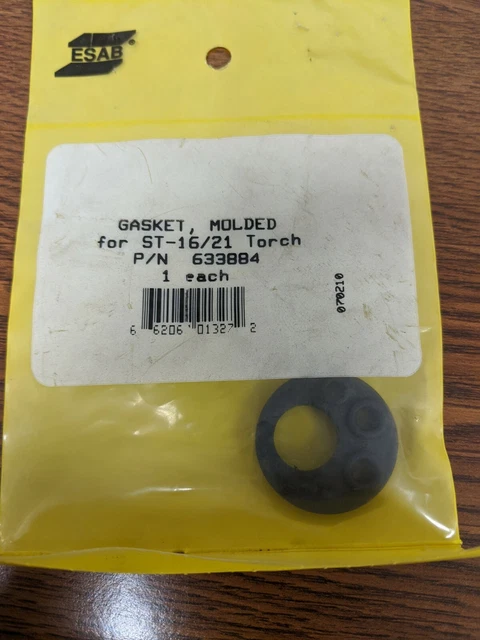 ESAB
GASKET, MOLDED
for ST-16/21 Torch
P/N 633884
1 each
070210
6 6206 01327 2